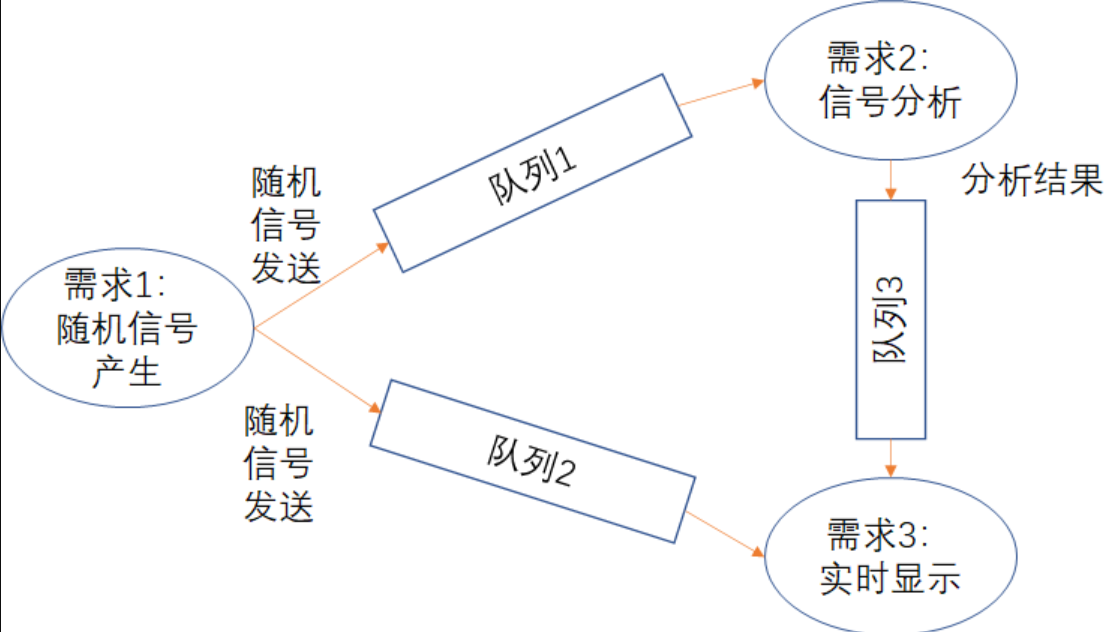 需求1:
随机信号
产生
随机
信号
发送
队列1
需求2:
信号分析
分析结果
队列3
随机
信号
发送
队列2
需求3:
实时显示